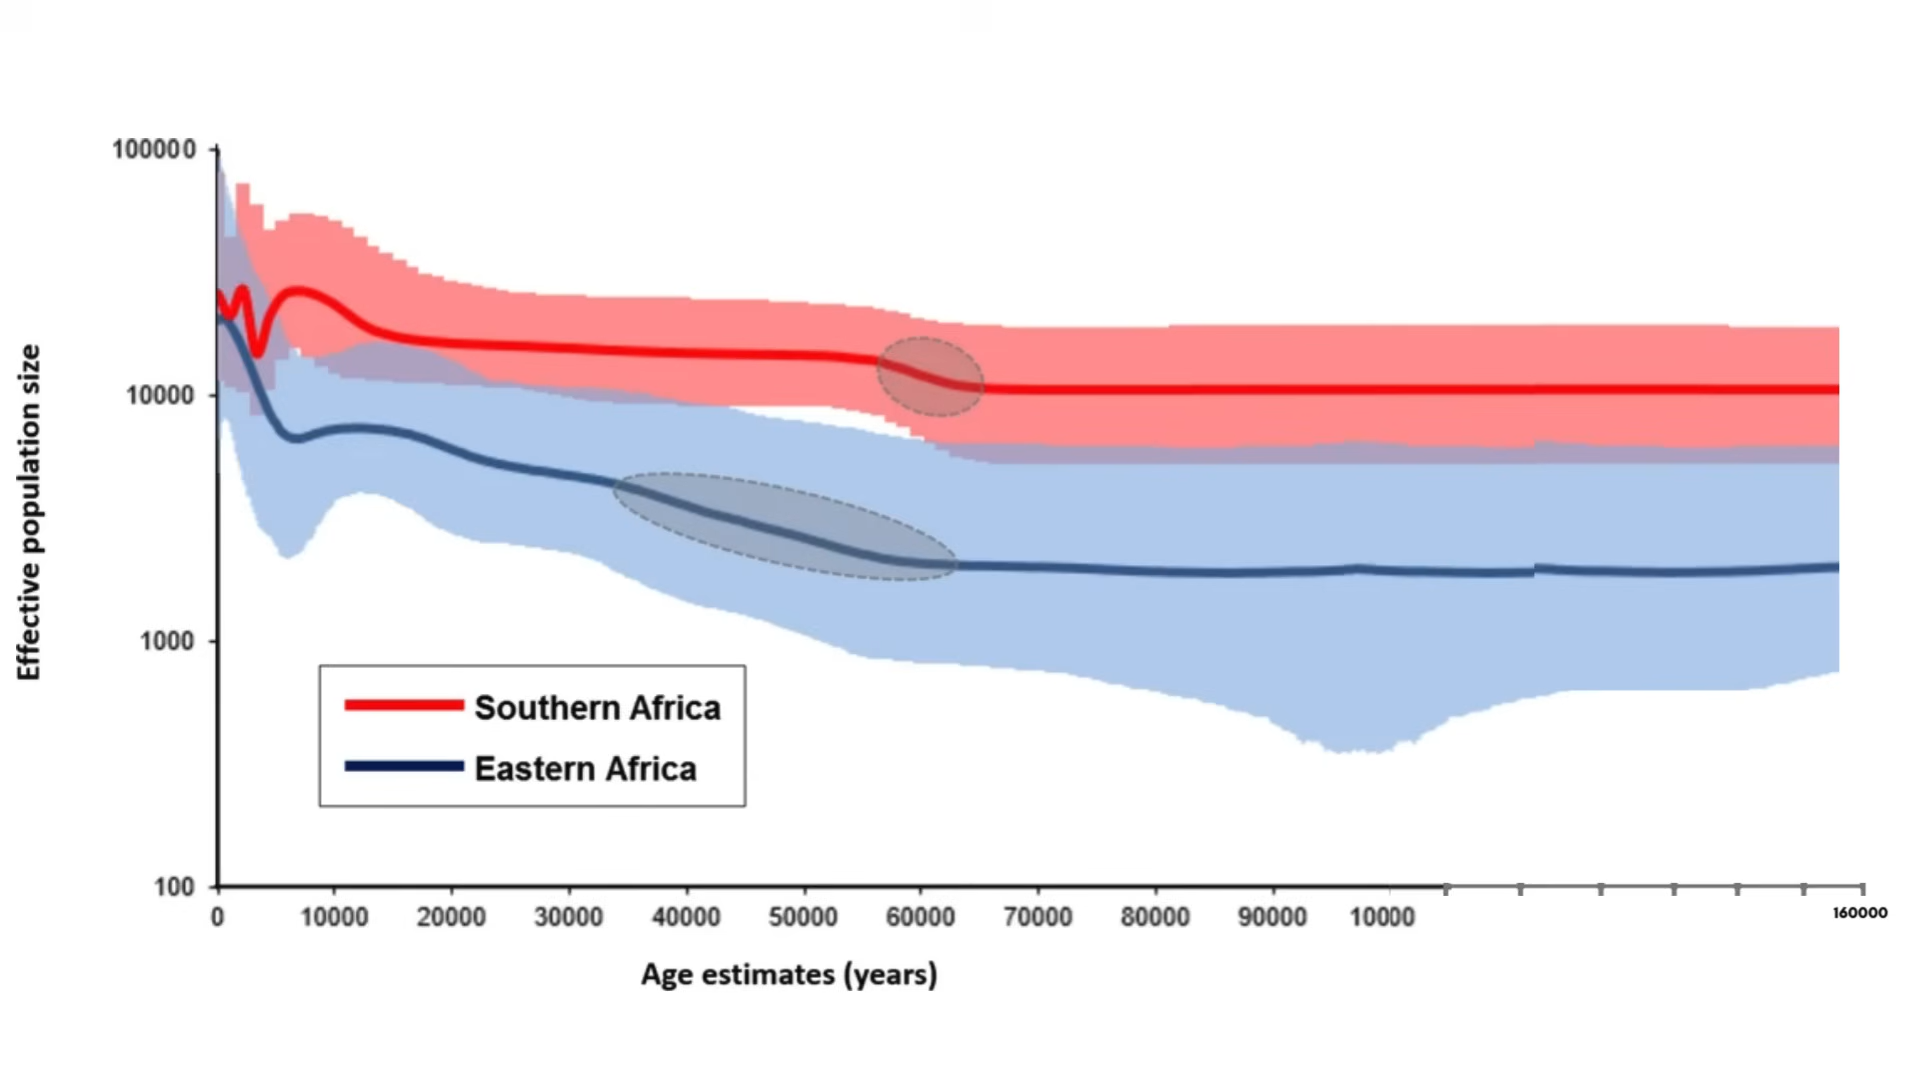 100000
10000
1000
100
Effective population size
Southern Africa
Eastern Africa
0 10000 20000 30000 40000 50000 60000 70000 80000 90000 10000 160000
Age estimates (years)